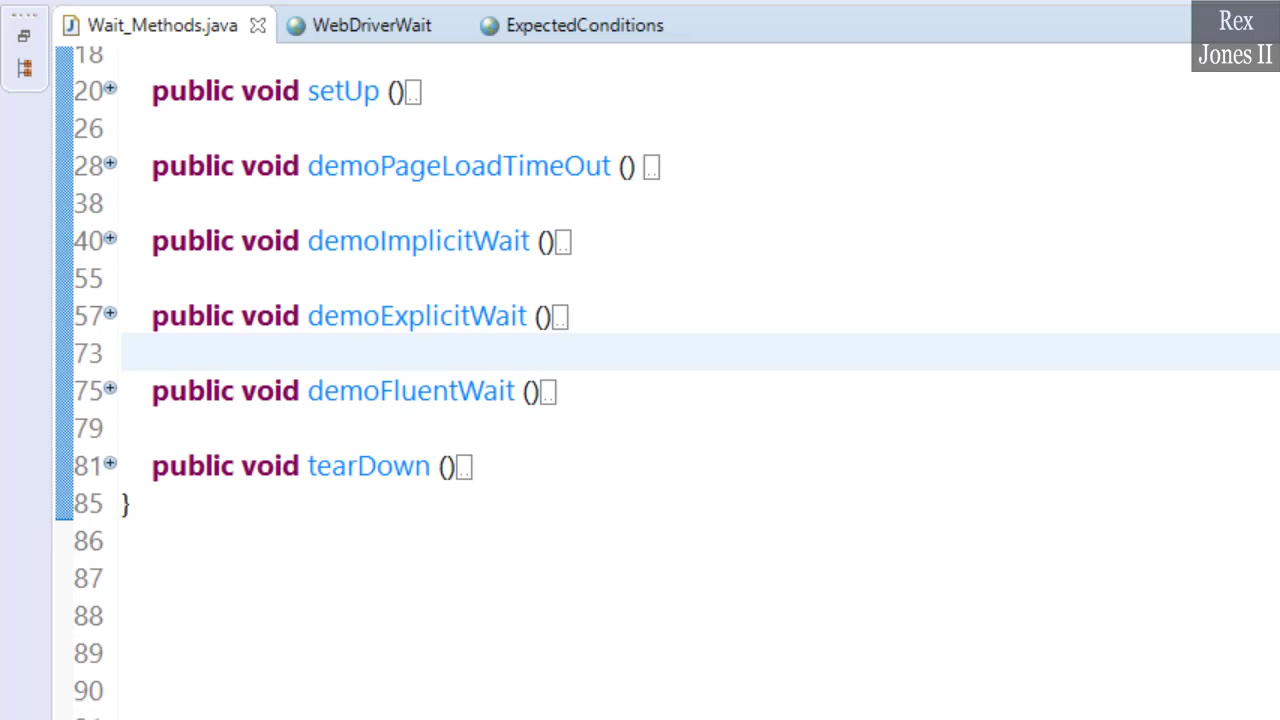 Wait_Methods.java WebDriverWait ExpectedConditions
Rex
Jones II
18
20 public void setUp ()
26
28 public void demoPageLoadTimeOut ()
38
40 public void demoImplicitWait ()
55
57 public void demoExplicitWait ()
73
75 public void demoFluentWait ()
79
81 public void tearDown ()
85 }
86
87
88
89
90